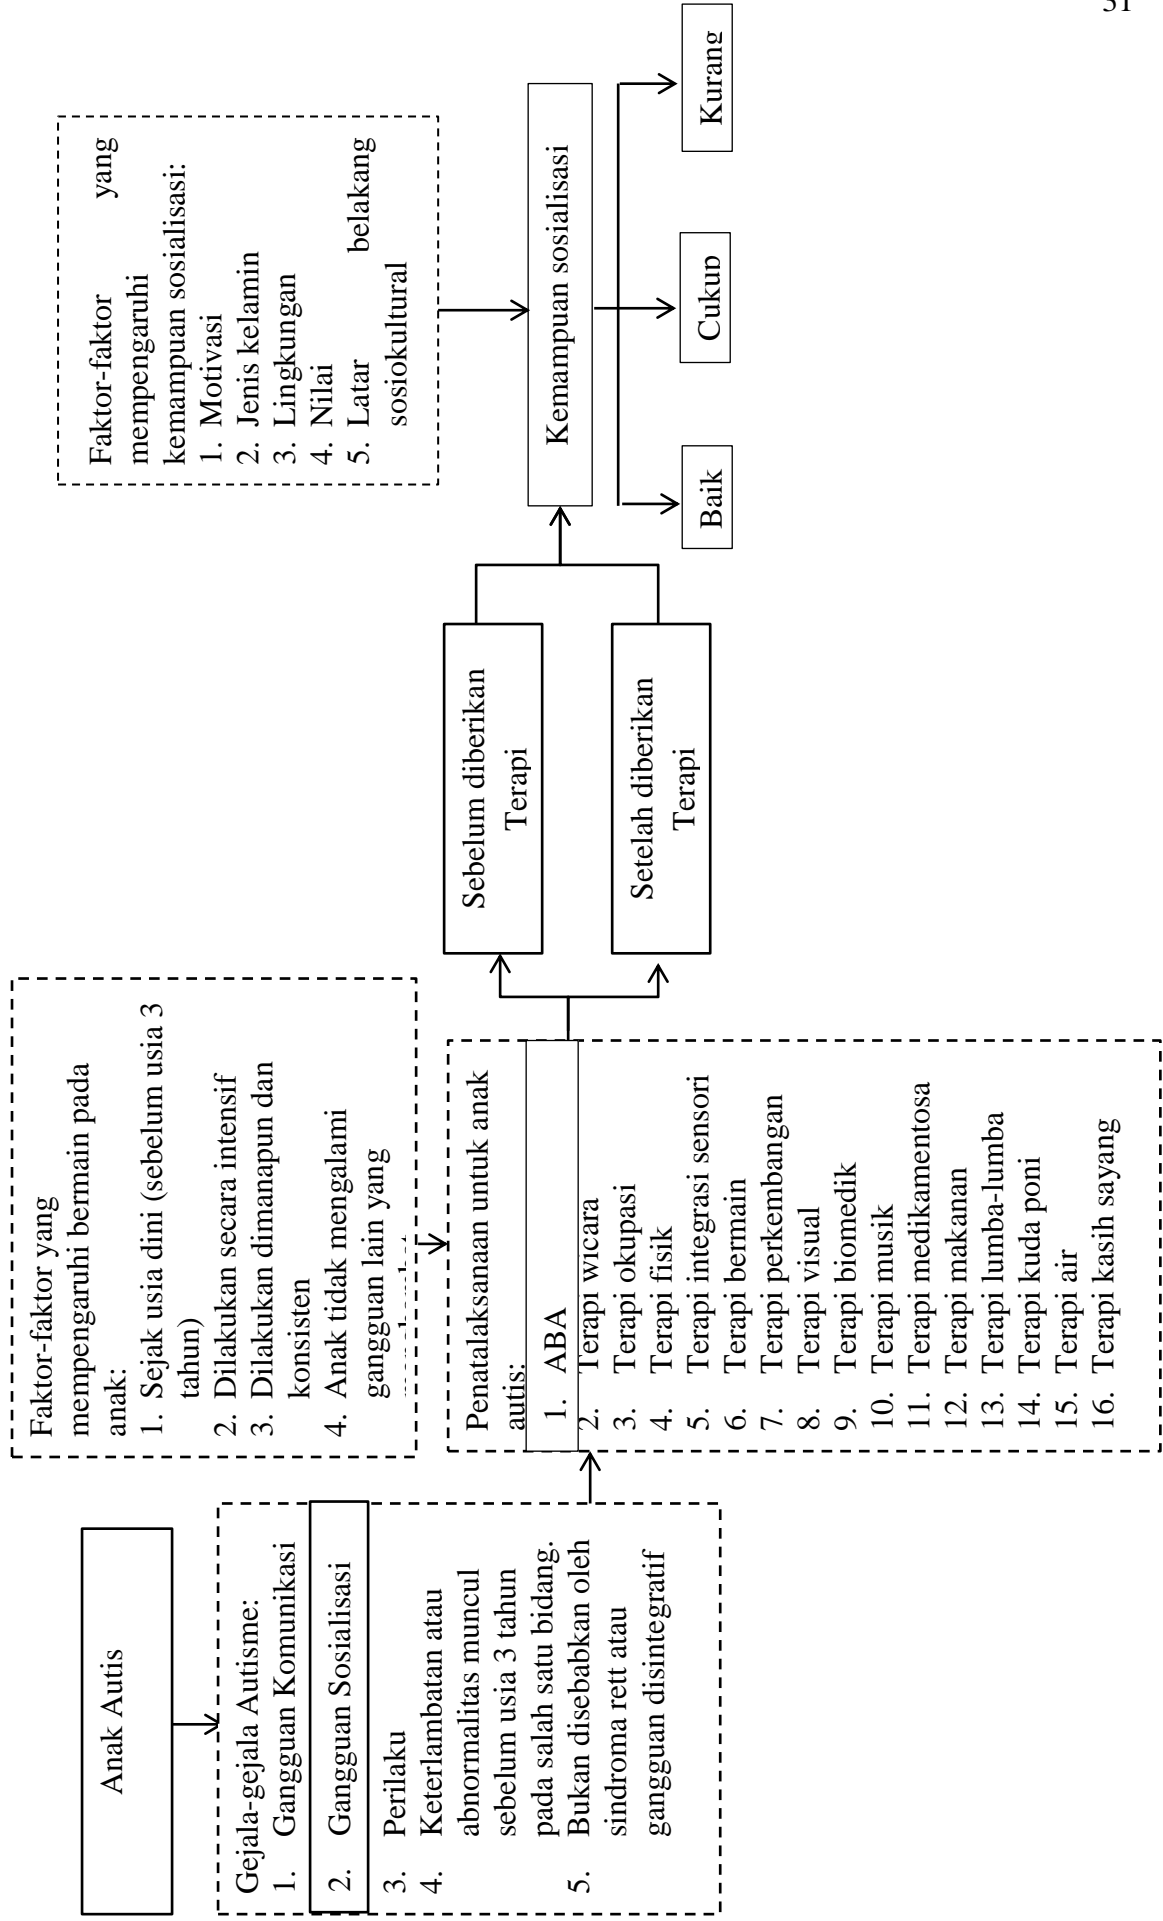 31
Anak Autis
Gejala-gejala Autisme:
1. Gangguan Komunikasi
2. Gangguan Sosialisasi
3. Perilaku
4. Keterlambatan atau
abnormalitas muncul
sebelum usia 3 tahun
pada salah satu bidang.
5. Bukan disebabkan oleh
sindroma rett atau
gangguan disintegratif
Faktor-faktor yang
mempengaruhi bermain pada
anak:
1. Sejak usia dini (sebelum usia 3
tahun)
2. Dilakukan secara intensif
3. Dilakukan dimanapun dan
konsisten
4. Anak tidak mengalami
gangguan lain yang
Penatalaksanaan untuk anak
autis:
1. ABA
2. Terapi wicara
3. Terapi okupasi
4. Terapi fisik
5. Terapi integrasi sensori
6. Terapi bermain
7. Terapi perkembangan
8. Terapi visual
9. Terapi biomedik
10. Terapi musik
11. Terapi medikamentosa
12. Terapi makanan
13. Terapi lumba-lumba
14. Terapi kuda poni
15. Terapi air
16. Terapi kasih sayang
Sebelum diberikan
Terapi
Setelah diberikan
Terapi
Faktor-faktor yang
mempengaruhi
kemampuan sosialisasi:
1. Motivasi
2. Jenis kelamin
3. Lingkungan
4. Nilai
5. Latar belakang
sosiokultural
Kemampuan sosialisasi
Baik
Cukup
Kurang